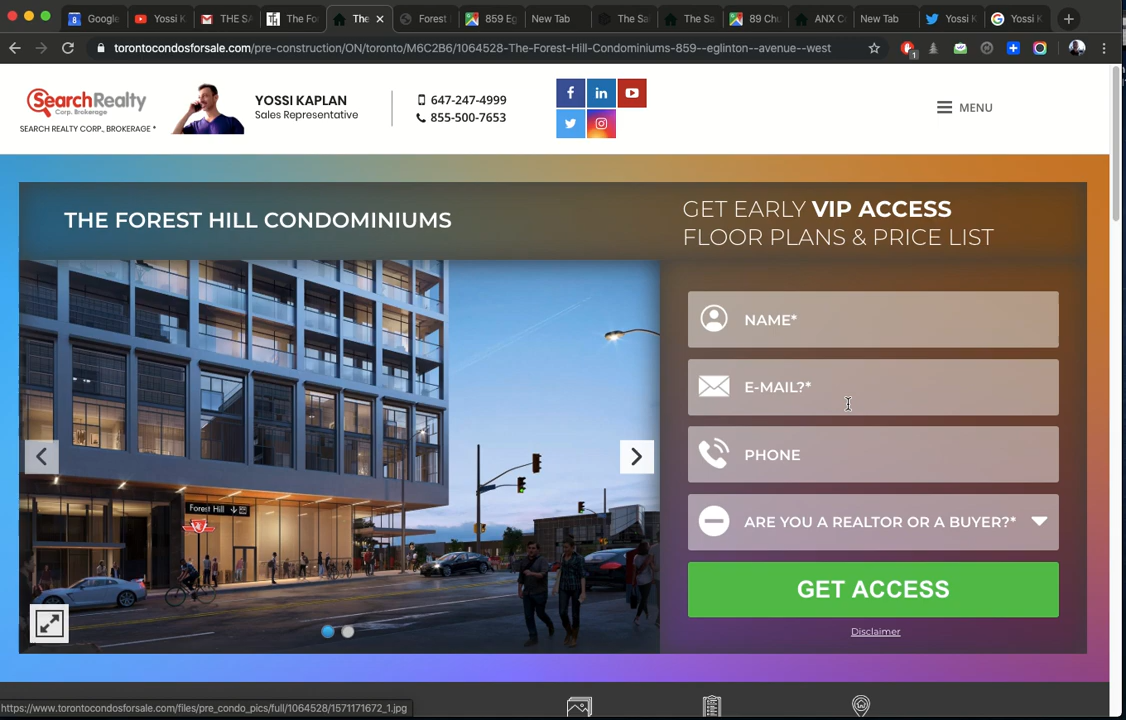 Google
Yossi K
THE SA
The Fo
The
Forest
859 Eg
New Tab
The Sa
The Sa
89 Chu
ANX C
New Tab
Yossi K
Yossi K
torontocondosforsale.com/pre-construction/ON/toronto/M6C2B6/1064528-The-Forest-Hill-Condominiums-859--eglinton--avenue--west
1
SearchRealty
Corp. Brokerage
SEARCH REALTY CORP., BROKERAGE *
YOSSI KAPLAN
Sales Representative
647-247-4999
855-500-7653
MENU
THE FOREST HILL CONDOMINIUMS
GET EARLY VIP ACCESS
FLOOR PLANS & PRICE LIST
NAME*
E-MAIL?*
PHONE
ARE YOU A REALTOR OR A BUYER?*
GET ACCESS
Disclaimer
Forest Hill
https://www.torontocondosforsale.com/files/pre_condo_pics/full/1064528/1571171672_1.jpg